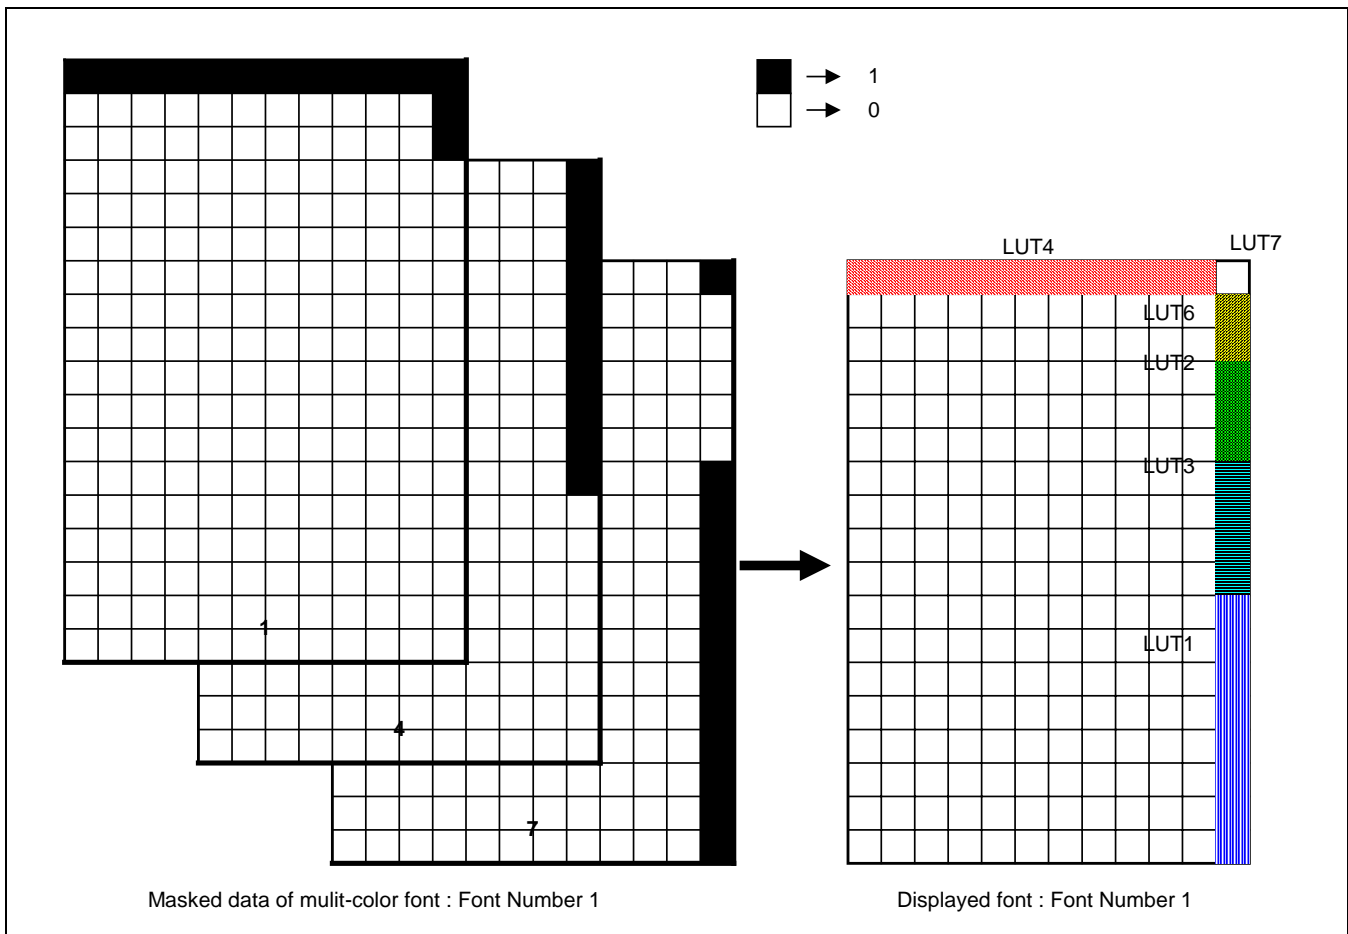 1
0
LUT4
LUT7
LUT6
LUT2
LUT3
LUT1
1
4
7
Masked data of mulit-color font : Font Number 1
Displayed font : Font Number 1